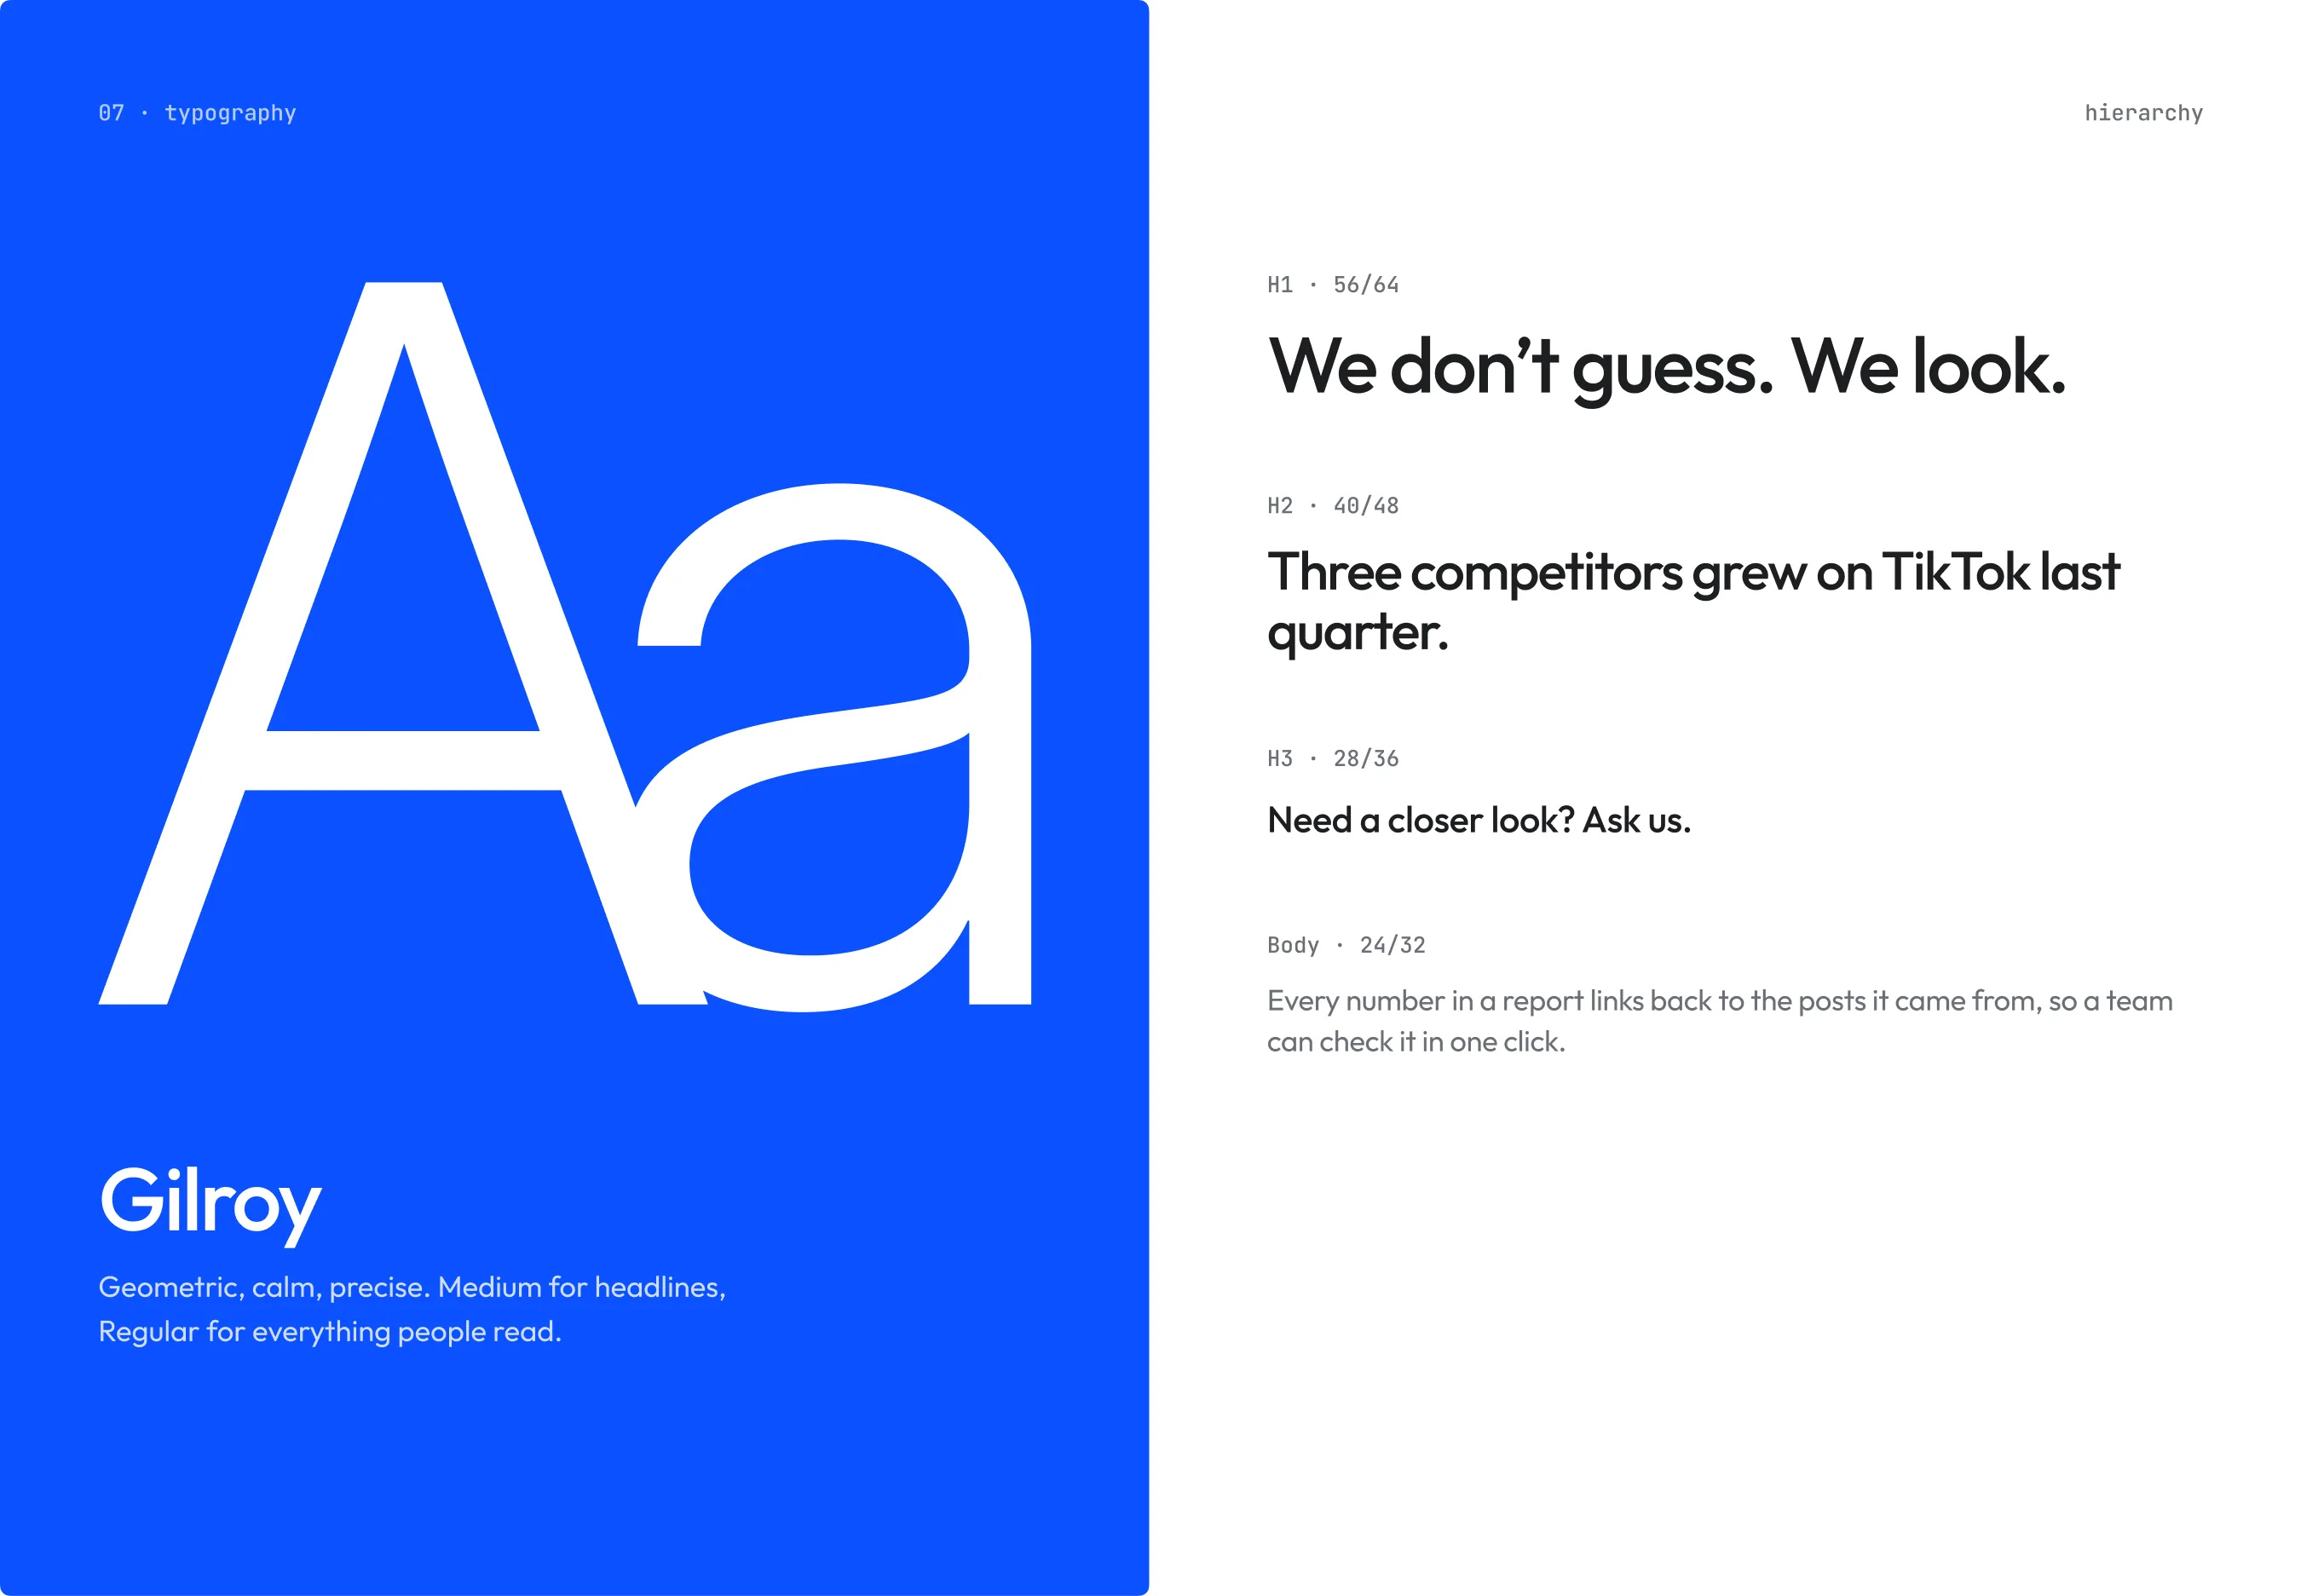 07 · typography
Aa
Gilroy
Geometric, calm, precise. Medium for headlines,
Regular for everything people read.
hierarchy
H1 · 56/64
We don’t guess. We look.
H2 · 40/48
Three competitors grew on TikTok last
quarter.
H3 · 28/36
Need a closer look? Ask us.
Body · 24/32
Every number in a report links back to the posts it came from, so a team
can check it in one click.